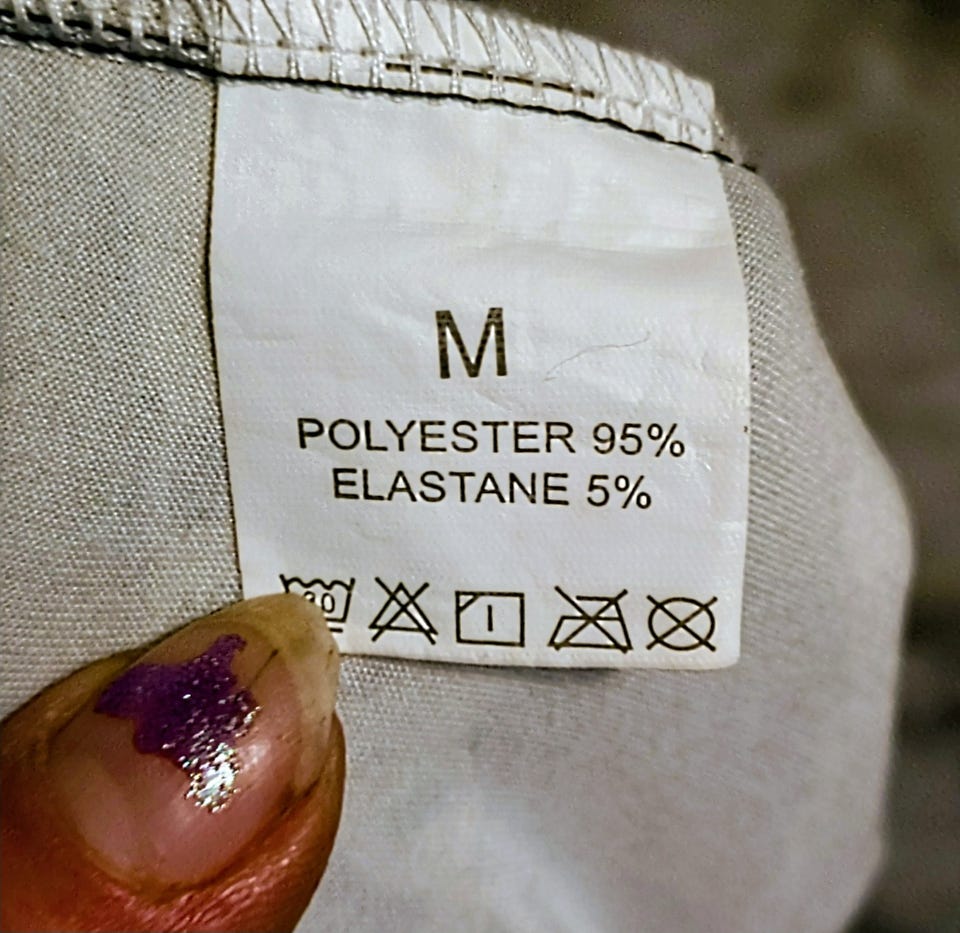 M
POLYESTER 95%
ELASTANE 5%